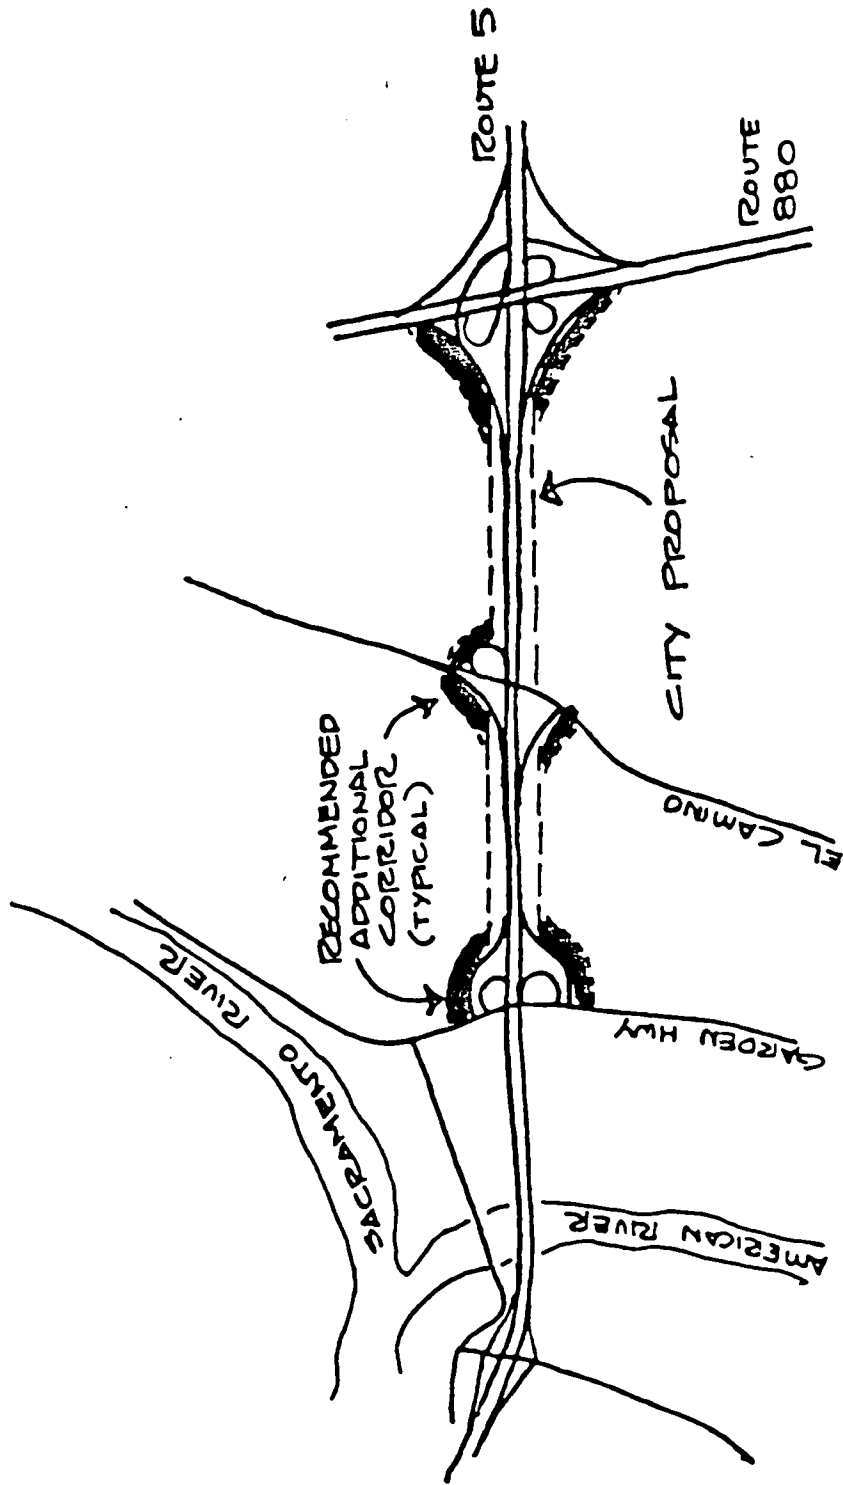 ROUTE 5
ROUTE
880
CITY PROPOSAL
RECOMMENDED
ADDITIONAL
CORRIDOR
(TYPICAL)
EL CAMINO
GARDEN HWY
SACRAMENTO RIVER
AMERICAN RIVER